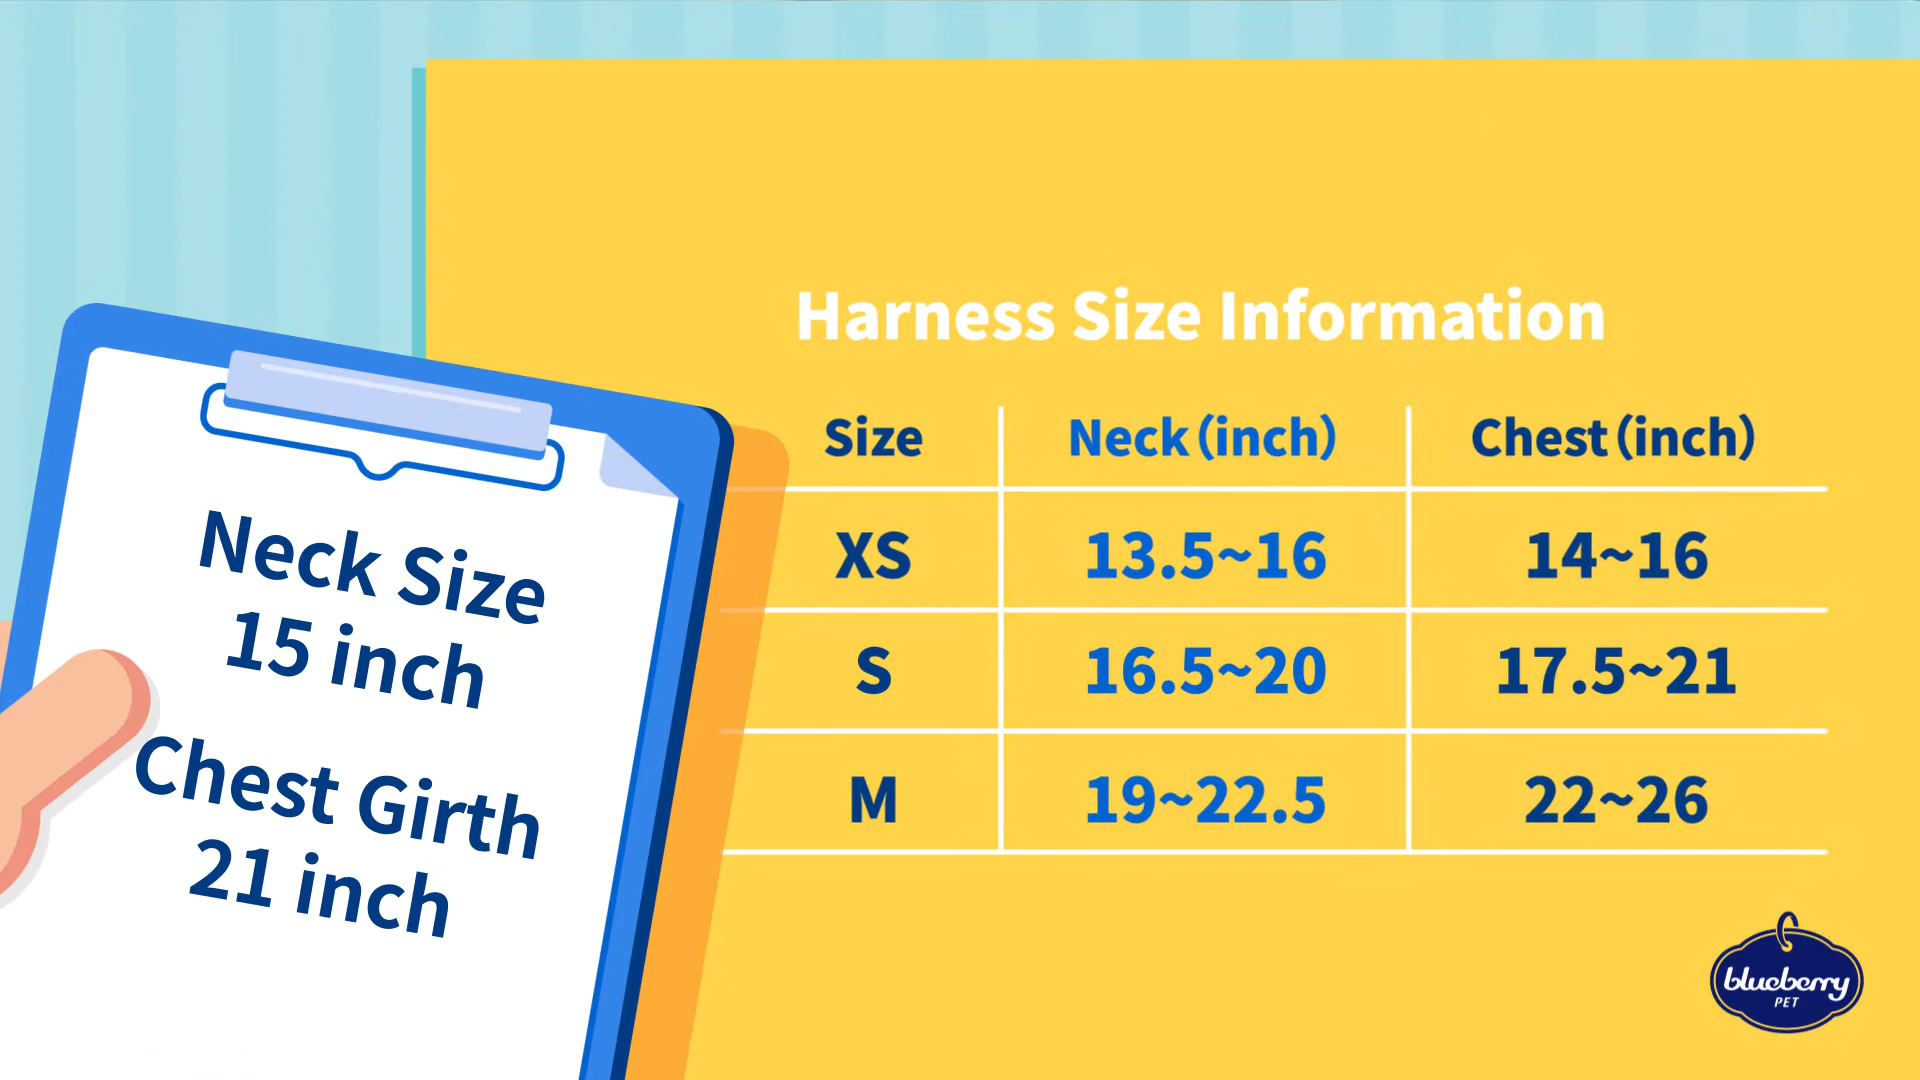 Neck Size
15 inch
Chest Girth
21 inch
Harness Size Information
Size Neck (inch) Chest (inch)
XS 13.5~16 14~16
S 16.5~20 17.5~21
M 19~22.5 22~26
blueberry
PET